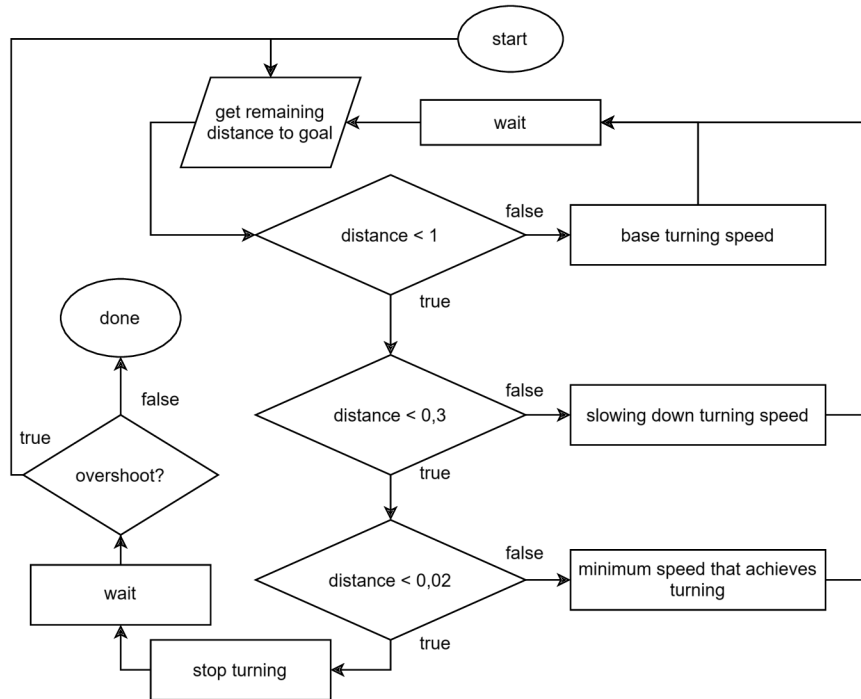 start
get remaining
distance to goal
wait
distance < 1
false
base turning speed
true
distance < 0,3
false
slowing down turning speed
true
distance < 0,02
false
minimum speed that achieves
turning
true
stop turning
wait
overshoot?
true
false
done